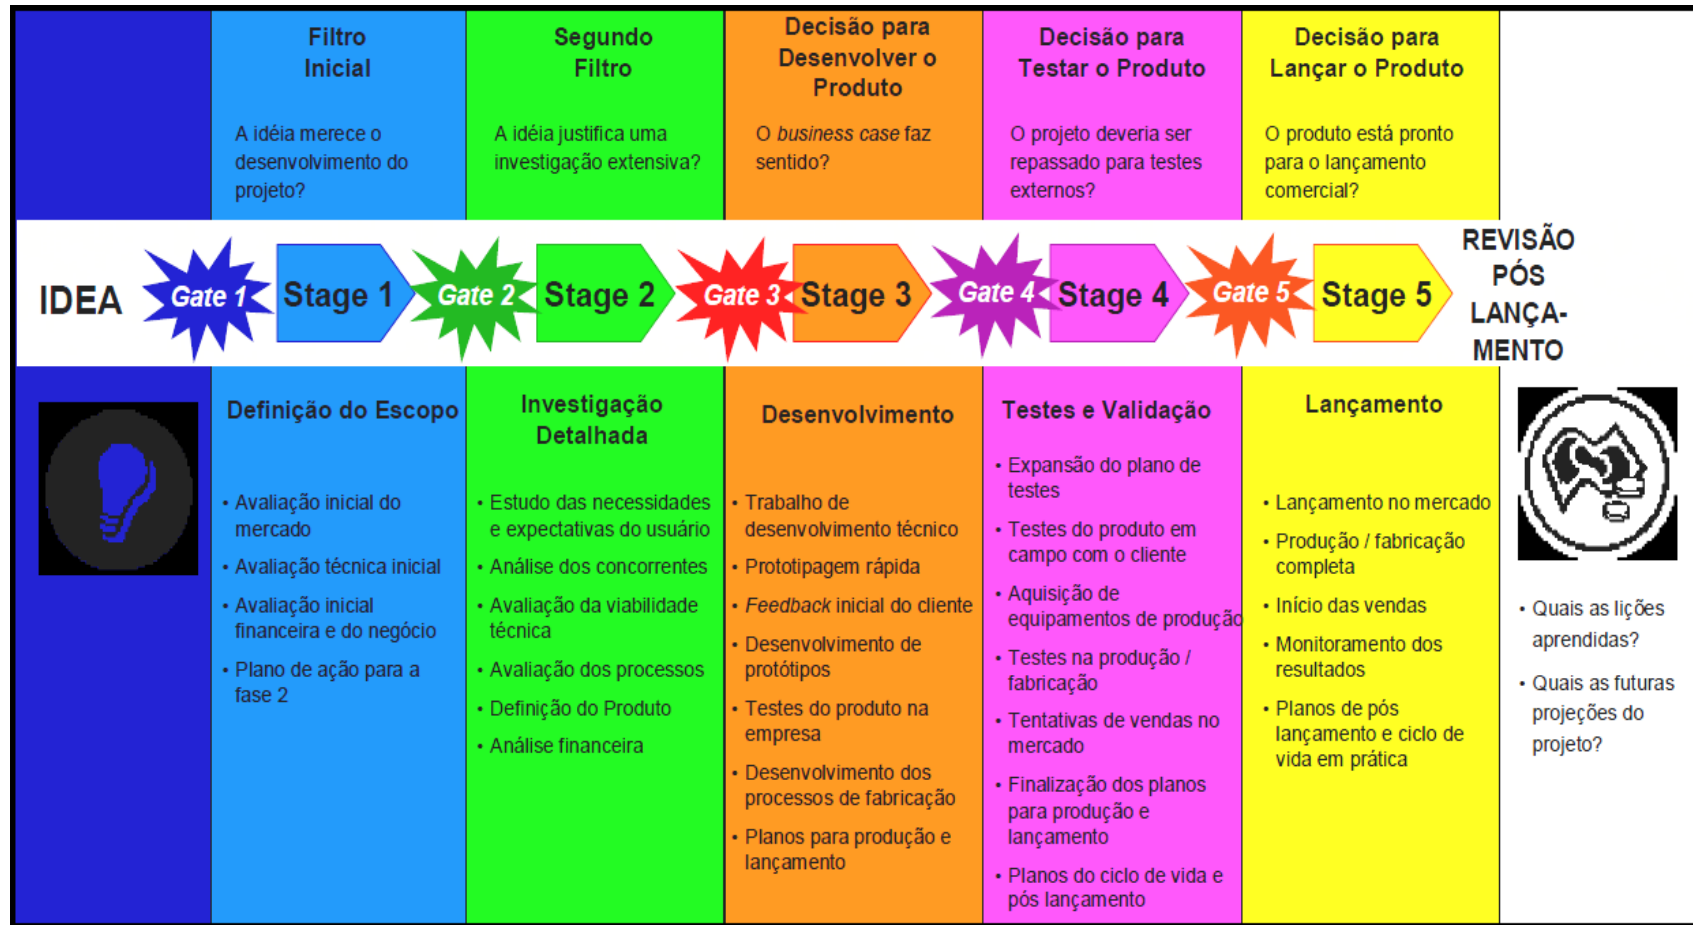 Filtro
Inicial
A idéia merece o
desenvolvimento do
projeto?
Segundo
Filtro
A idéia justifica uma
investigação extensiva?
Decisão para
Desenvolver o
Produto
O business case faz
sentido?
Decisão para
Testar o Produto
O projeto deveria ser
repassado para testes
externos?
Decisão para
Lançar o Produto
O produto está pronto
para o lançamento
comercial?
IDEA
Gate 1
Stage 1
Gate 2
Stage 2
Gate 3
Stage 3
Gate 4
Stage 4
Gate 5
Stage 5
REVISÃO
PÓS
LANÇA-
MENTO
Definição do Escopo
• Avaliação inicial do
mercado
• Avaliação técnica inicial
• Avaliação inicial
financeira e do negócio
• Plano de ação para a
fase 2
Investigação
Detalhada
• Estudo das necessidades
e expectativas do usuário
• Análise dos concorrentes
• Avaliação da viabilidade
técnica
• Avaliação dos processos
• Definição do Produto
• Análise financeira
Desenvolvimento
• Trabalho de
desenvolvimento técnico
• Prototipagem rápida
• Feedback inicial do cliente
• Desenvolvimento de
protótipos
• Testes do produto na
empresa
• Desenvolvimento dos
processos de fabricação
• Planos para produção e
lançamento
Testes e Validação
• Expansão do plano de
testes
• Testes do produto em
campo com o cliente
• Aquisição de
equipamentos de produção
• Testes na produção /
fabricação
• Tentativas de vendas no
mercado
• Finalização dos planos
para produção e
lançamento
• Planos do ciclo de vida e
pós lançamento
Lançamento
• Lançamento no mercado
• Produção / fabricação
completa
• Início das vendas
• Monitoramento dos
resultados
• Planos de pós
lançamento e ciclo de
vida em prática
• Quais as lições
aprendidas?
• Quais as futuras
projeções do
projeto?